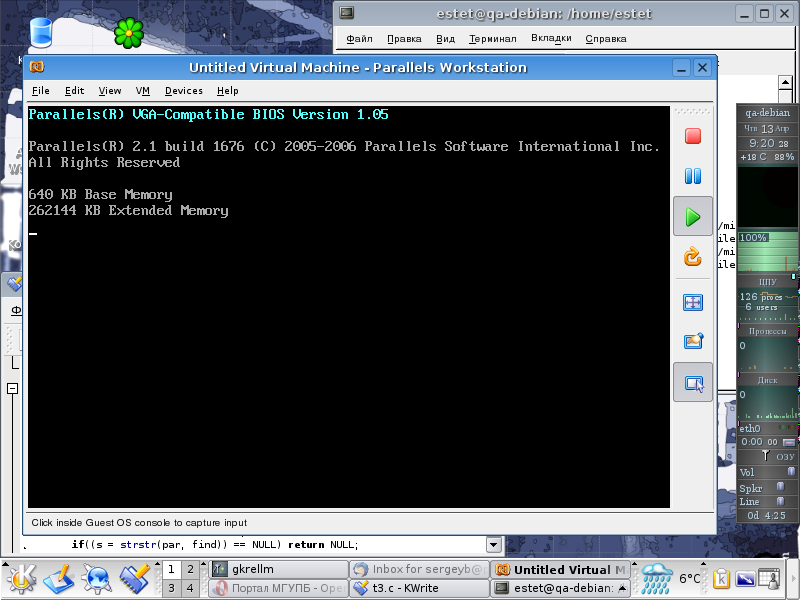 estet@qa-debian: /home/estet
Файл Правка Вид Терминал Вкладки Справка
Untitled Virtual Machine - Parallels Workstation
File Edit View VM Devices Help
Parallels(R) VGA-Compatible BIOS Version 1.05
Parallels(R) 2.1 build 1676 (C) 2005-2006 Parallels Software International Inc.
All Rights Reserved
640 KB Base Memory
262144 KB Extended Memory
Click inside Guest OS console to capture input
if((s = strstr(par, find)) == NULL) return NULL;
qa-debian
Чтв 13 Апр
9:20 28
+18 C 88%
100%
ЦПУ
126 procs
6 users
Процессы
0
Диск
0
eth0
0:00 00
ОЗУ
Vol
Spkr
Line
0d 4:25
1 2
3 4
gkrellm
Inbox for sergeyb@
Untitled Virtual M
6°C
Портал МГУПБ - Ope
t3.c - KWrite
estet@qa-debian: